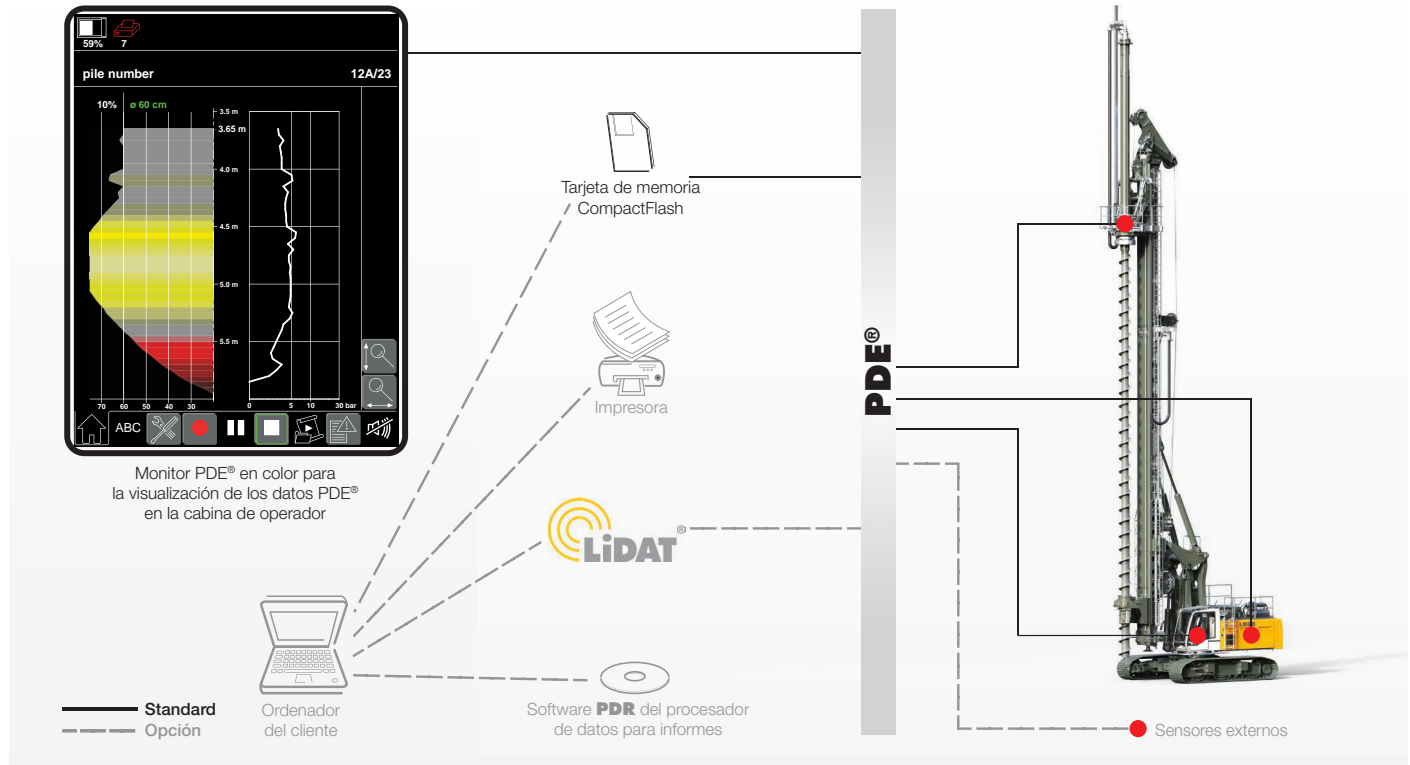 59%
7
pile number
12A/23
10%
ø 60 cm
3.5 m
3.65 m
4.0 m
4.5 m
5.0 m
5.5 m
70 60 50 40 30
0 5 10 30 bar
ABC
Monitor PDE® en color para
la visualización de los datos PDE®
en la cabina de operador
Tarjeta de memoria
CompactFlash
Impresora
LiDAT®
Ordenador
del cliente
Software PDR del procesador
de datos para informes
Standard
Opción
PDE®
Sensores externos